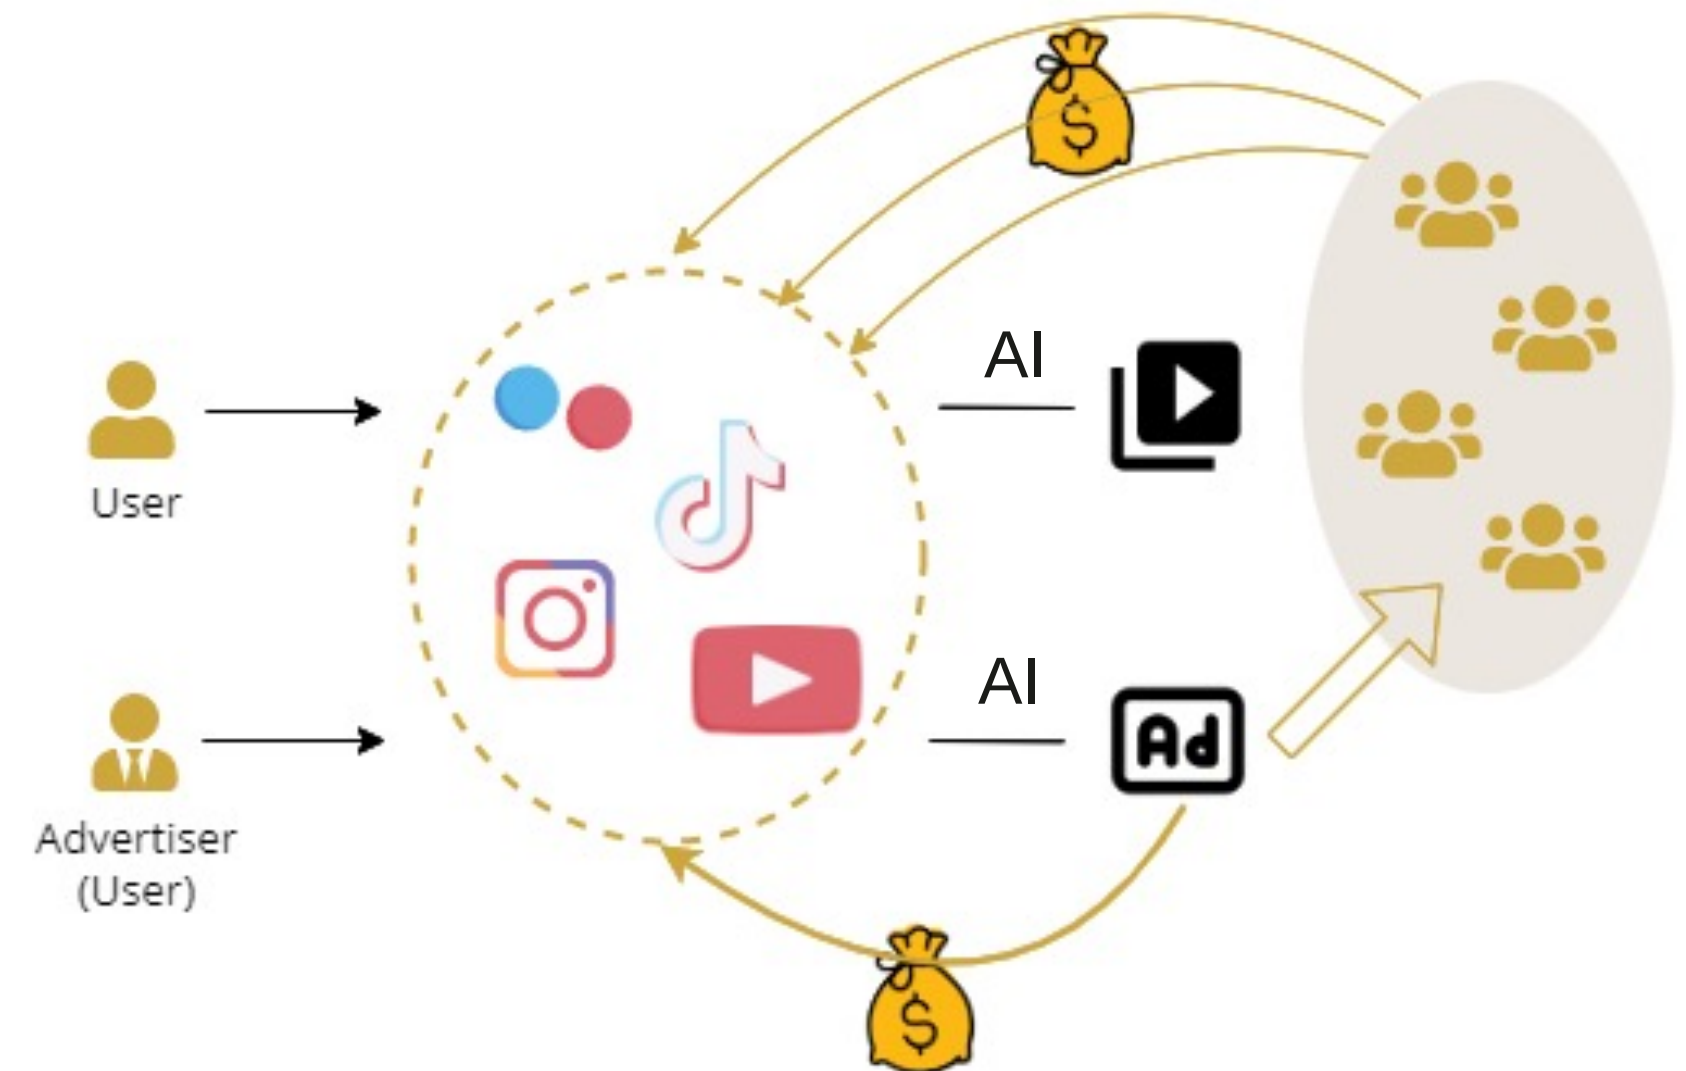 $
AI
User
AI
Ad
Advertiser
(User)
$